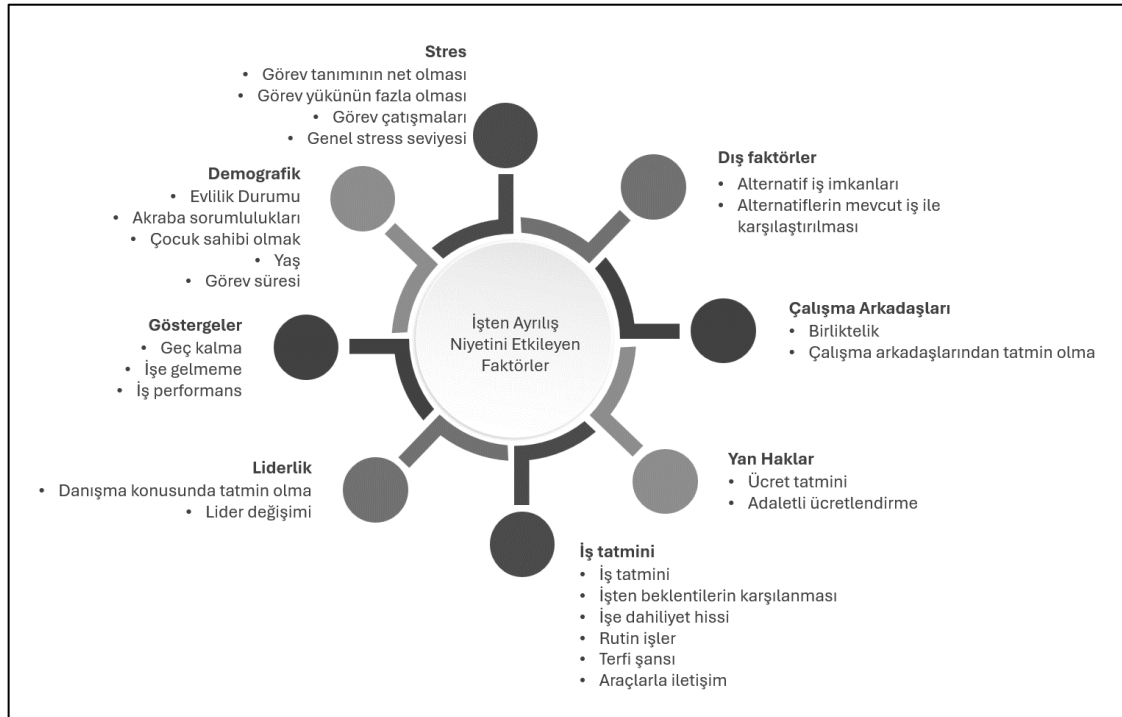 Stres
• Görev tanımının net olması
• Görev yükünün fazla olması
• Görev çatışmaları
• Genel stress seviyesi
Dış faktörler
• Alternatif iş imkanları
• Alternatiflerin mevcut iş ile
karşılaştırılması
Demografik
• Evlilik Durumu
• Akraba sorumlulukları
• Çocuk sahibi olmak
• Yaş
• Görev süresi
Çalışma Arkadaşları
• Birliktelik
• Çalışma arkadaşlarından tatmin olma
Göstergeler
• Geç kalma
• İşe gelmeme
• İş performans
İşten Ayrılış
Niyetini Etkileyen
Faktörler
Liderlik
• Danışma konusunda tatmin olma
• Lider değişimi
Yan Haklar
• Ücret tatmini
• Adaletli ücretlendirme
İş tatmini
• İş tatmini
• İşten beklentilerin karşılanması
• İşe dahiliyet hissi
• Rutin işler
• Terfi şansı
• Araçlarla iletişim